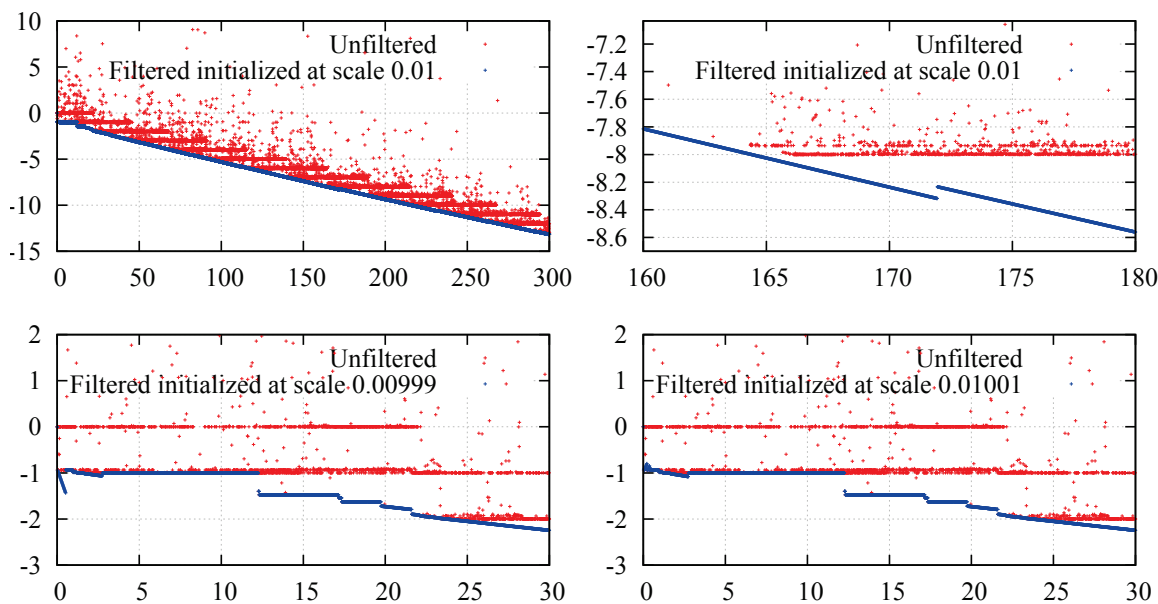 10
5
0
-5
-10
-15
0 50 100 150 200 250 300
Unfiltered
Filtered initialized at scale 0.01
-7.2
-7.4
-7.6
-7.8
-8
-8.2
-8.4
-8.6
160 165 170 175 180
Unfiltered
Filtered initialized at scale 0.01
2
1
0
-1
-2
-3
0 5 10 15 20 25 30
Unfiltered
Filtered initialized at scale 0.00999
2
1
0
-1
-2
-3
0 5 10 15 20 25 30
Unfiltered
Filtered initialized at scale 0.01001